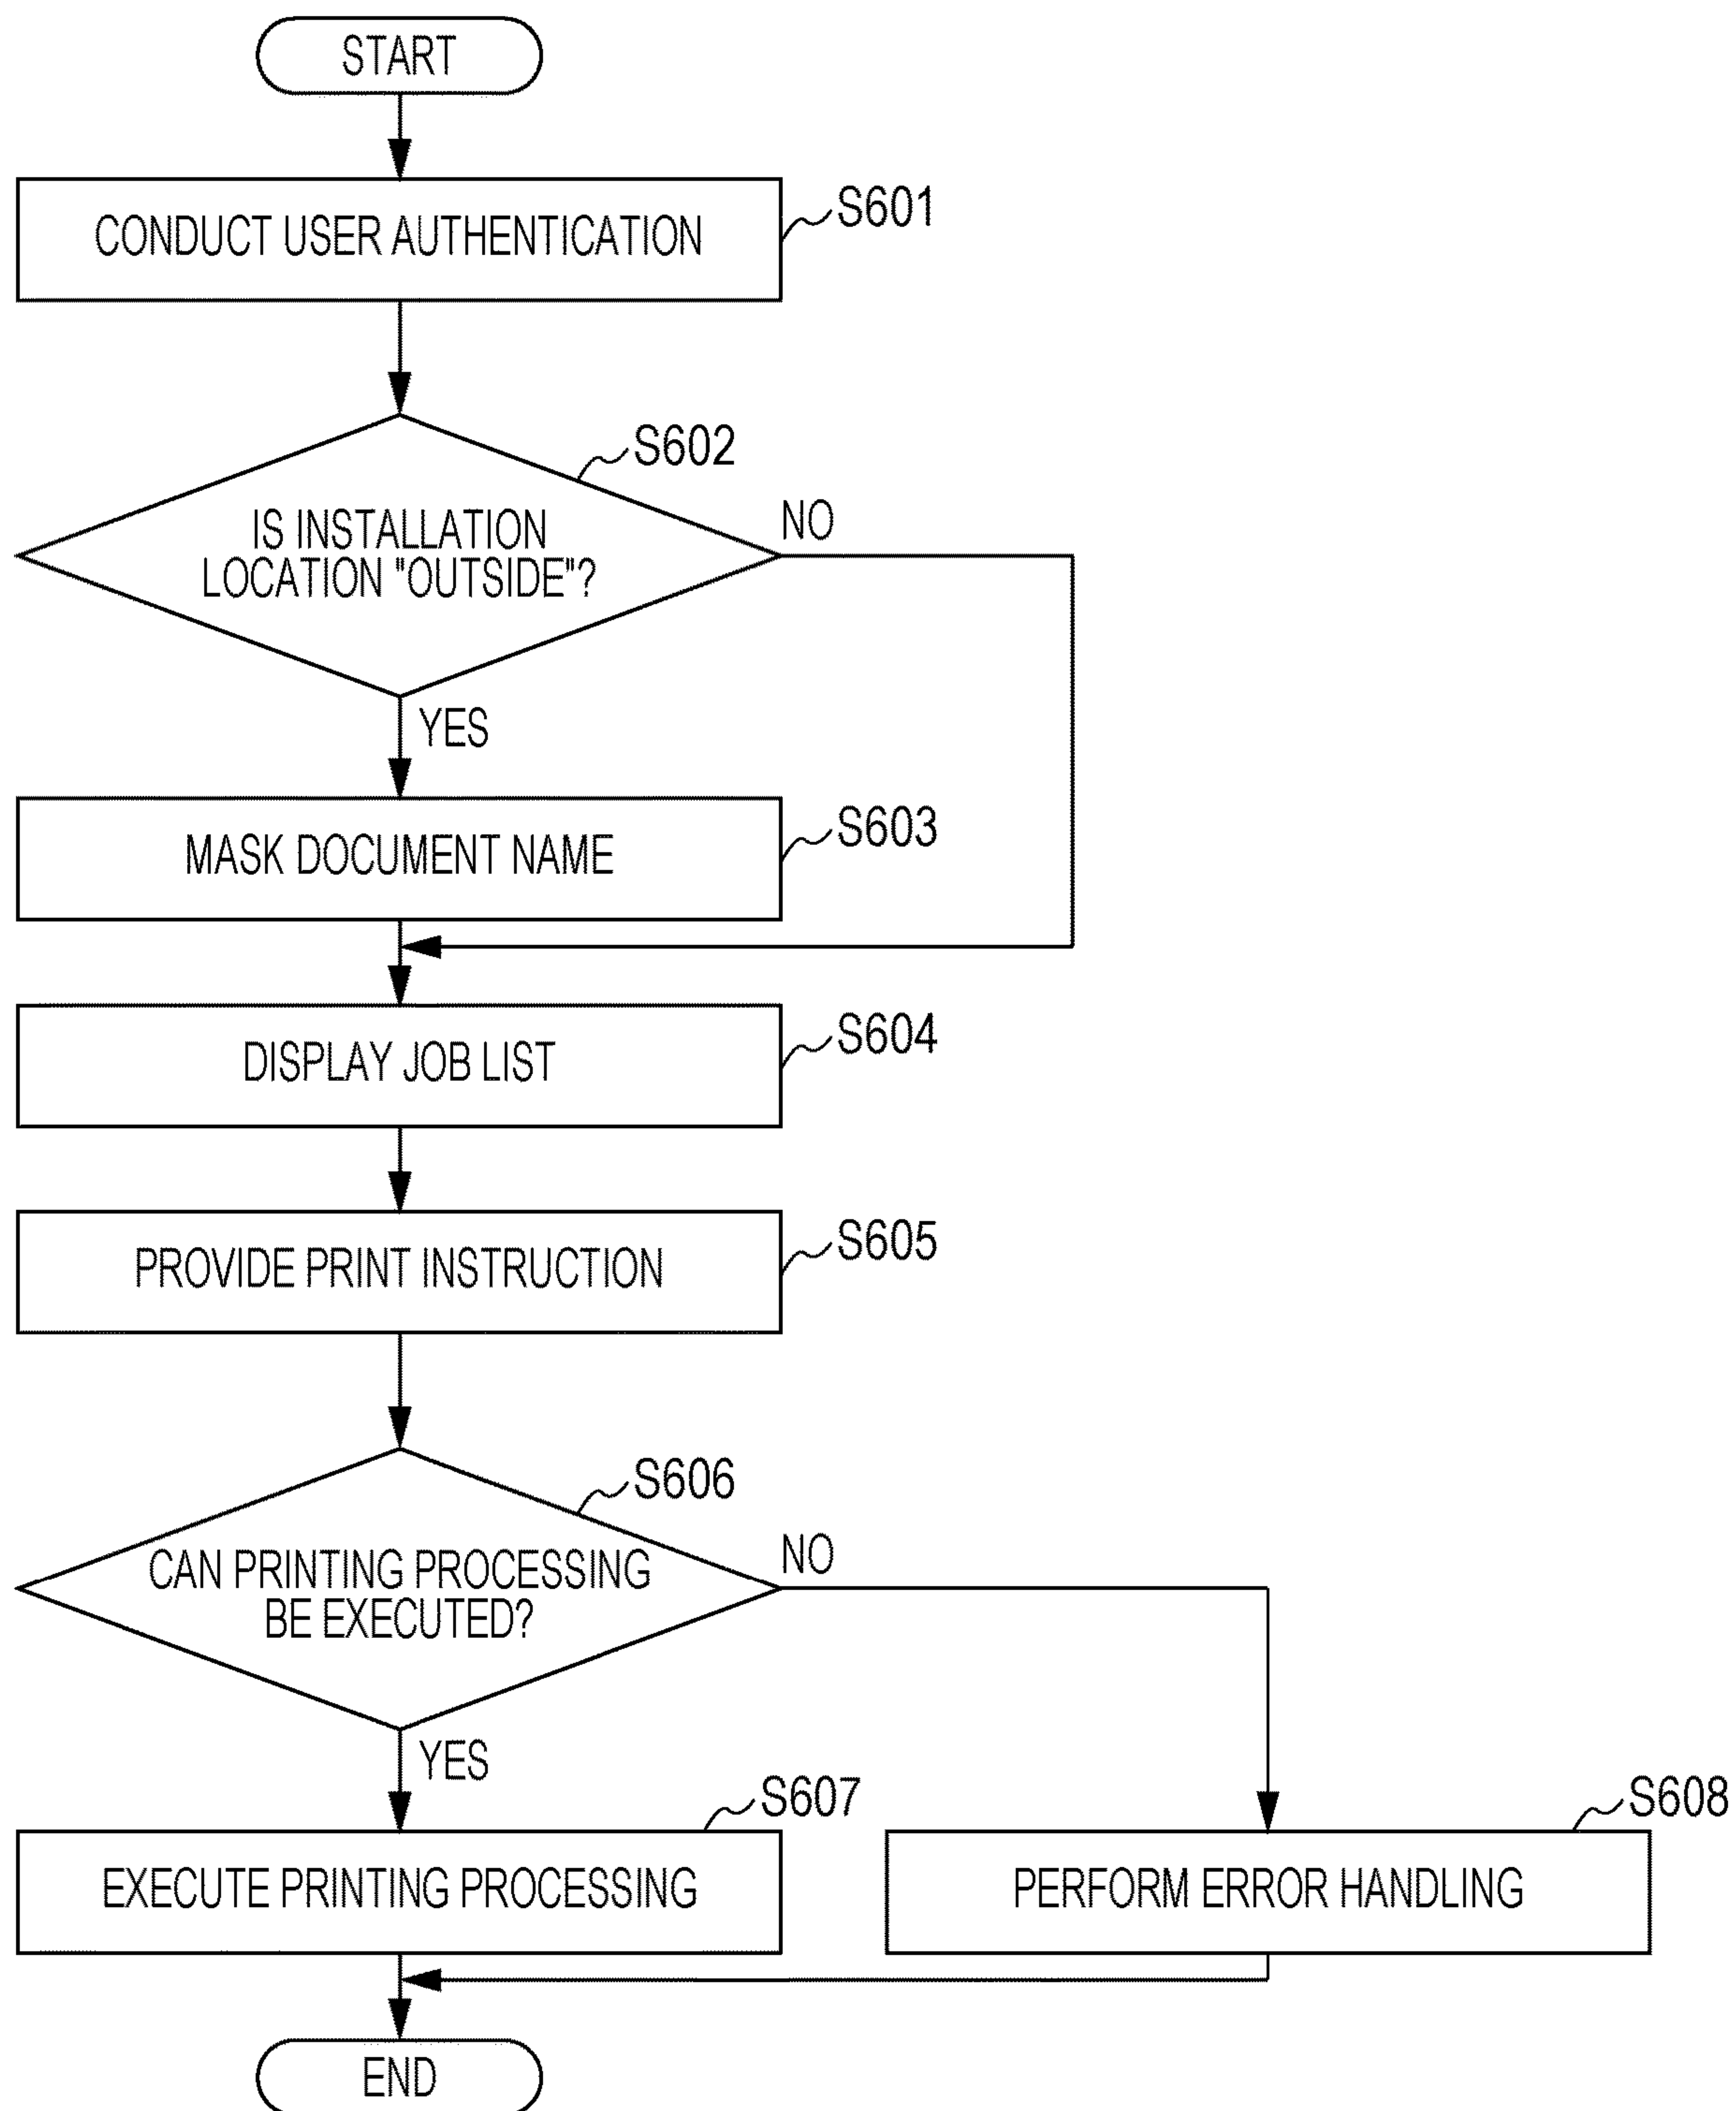 START
CONDUCT USER AUTHENTICATION
S601
S602
IS INSTALLATION
LOCATION "OUTSIDE"?
NO
YES
MASK DOCUMENT NAME
S603
DISPLAY JOB LIST
S604
PROVIDE PRINT INSTRUCTION
S605
S606
CAN PRINTING PROCESSING
BE EXECUTED?
NO
YES
S607
EXECUTE PRINTING PROCESSING
S608
PERFORM ERROR HANDLING
END